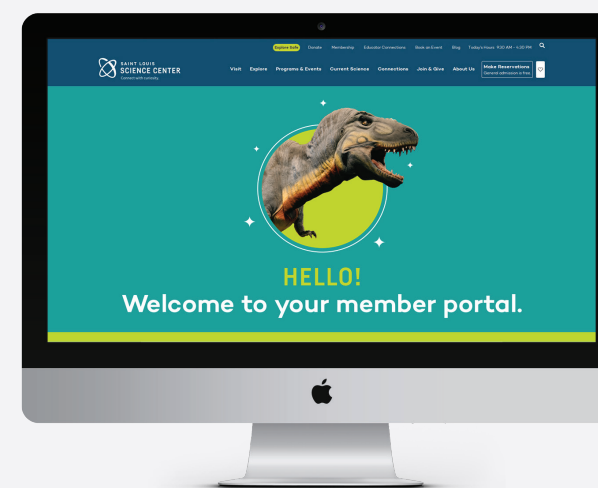 Explore Safe Donate Membership Educator Connections Book an Event Blog Today's Hours 9:30 AM - 4:30 PM
SAINT LOUIS
SCIENCE CENTER
Connect with curiosity.
Visit Explore Programs & Events Current Science Connections Join & Give About Us
Make Reservations
General admission is free
HELLO!
Welcome to your member portal.